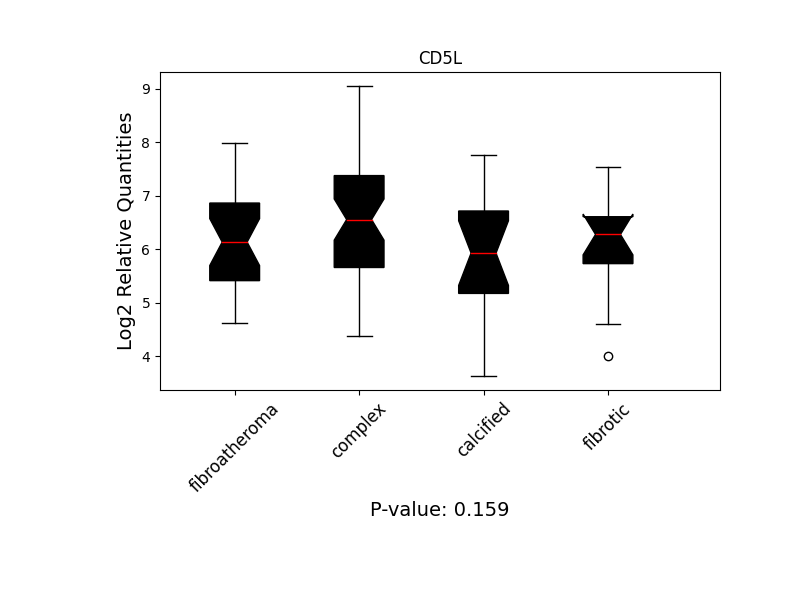 CD5L
Log2 Relative Quantities
9
8
7
6
5
4
fibroatheroma
complex
calcified
fibrotic
P-value: 0.159